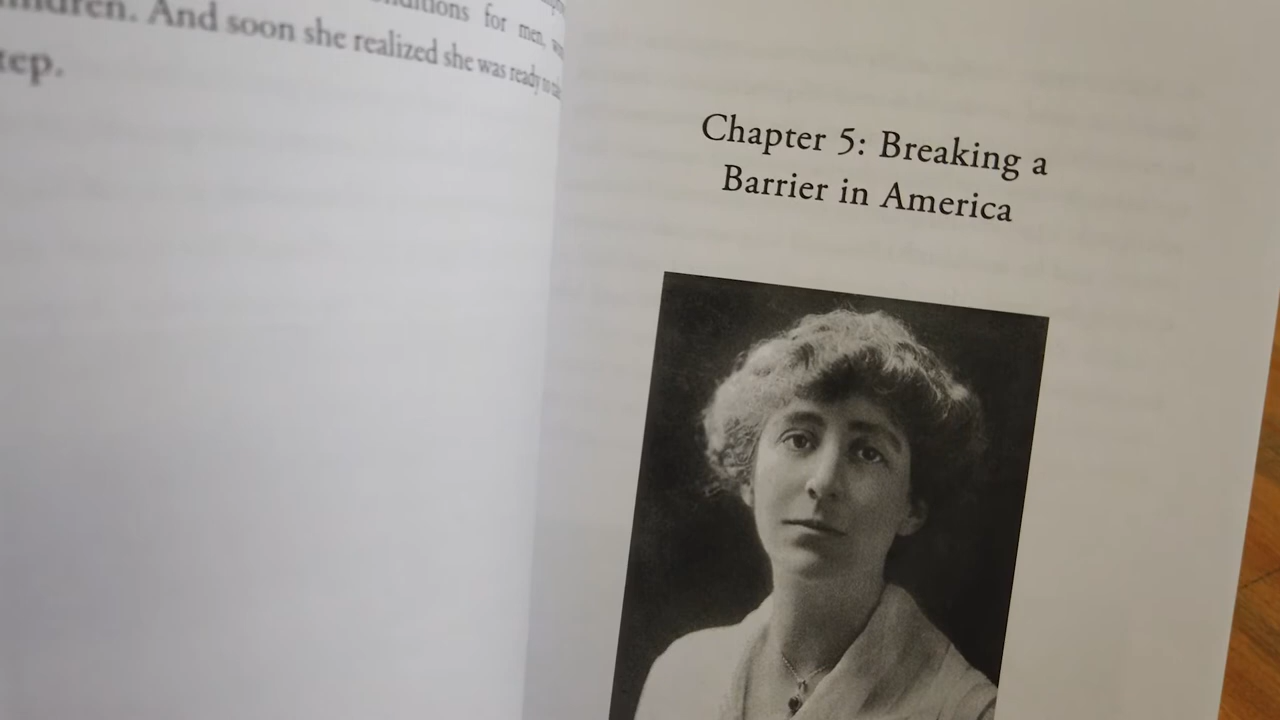 children. And soon she realized she was ready to
step.
Chapter 5: Breaking a
Barrier in America
conditions for men,